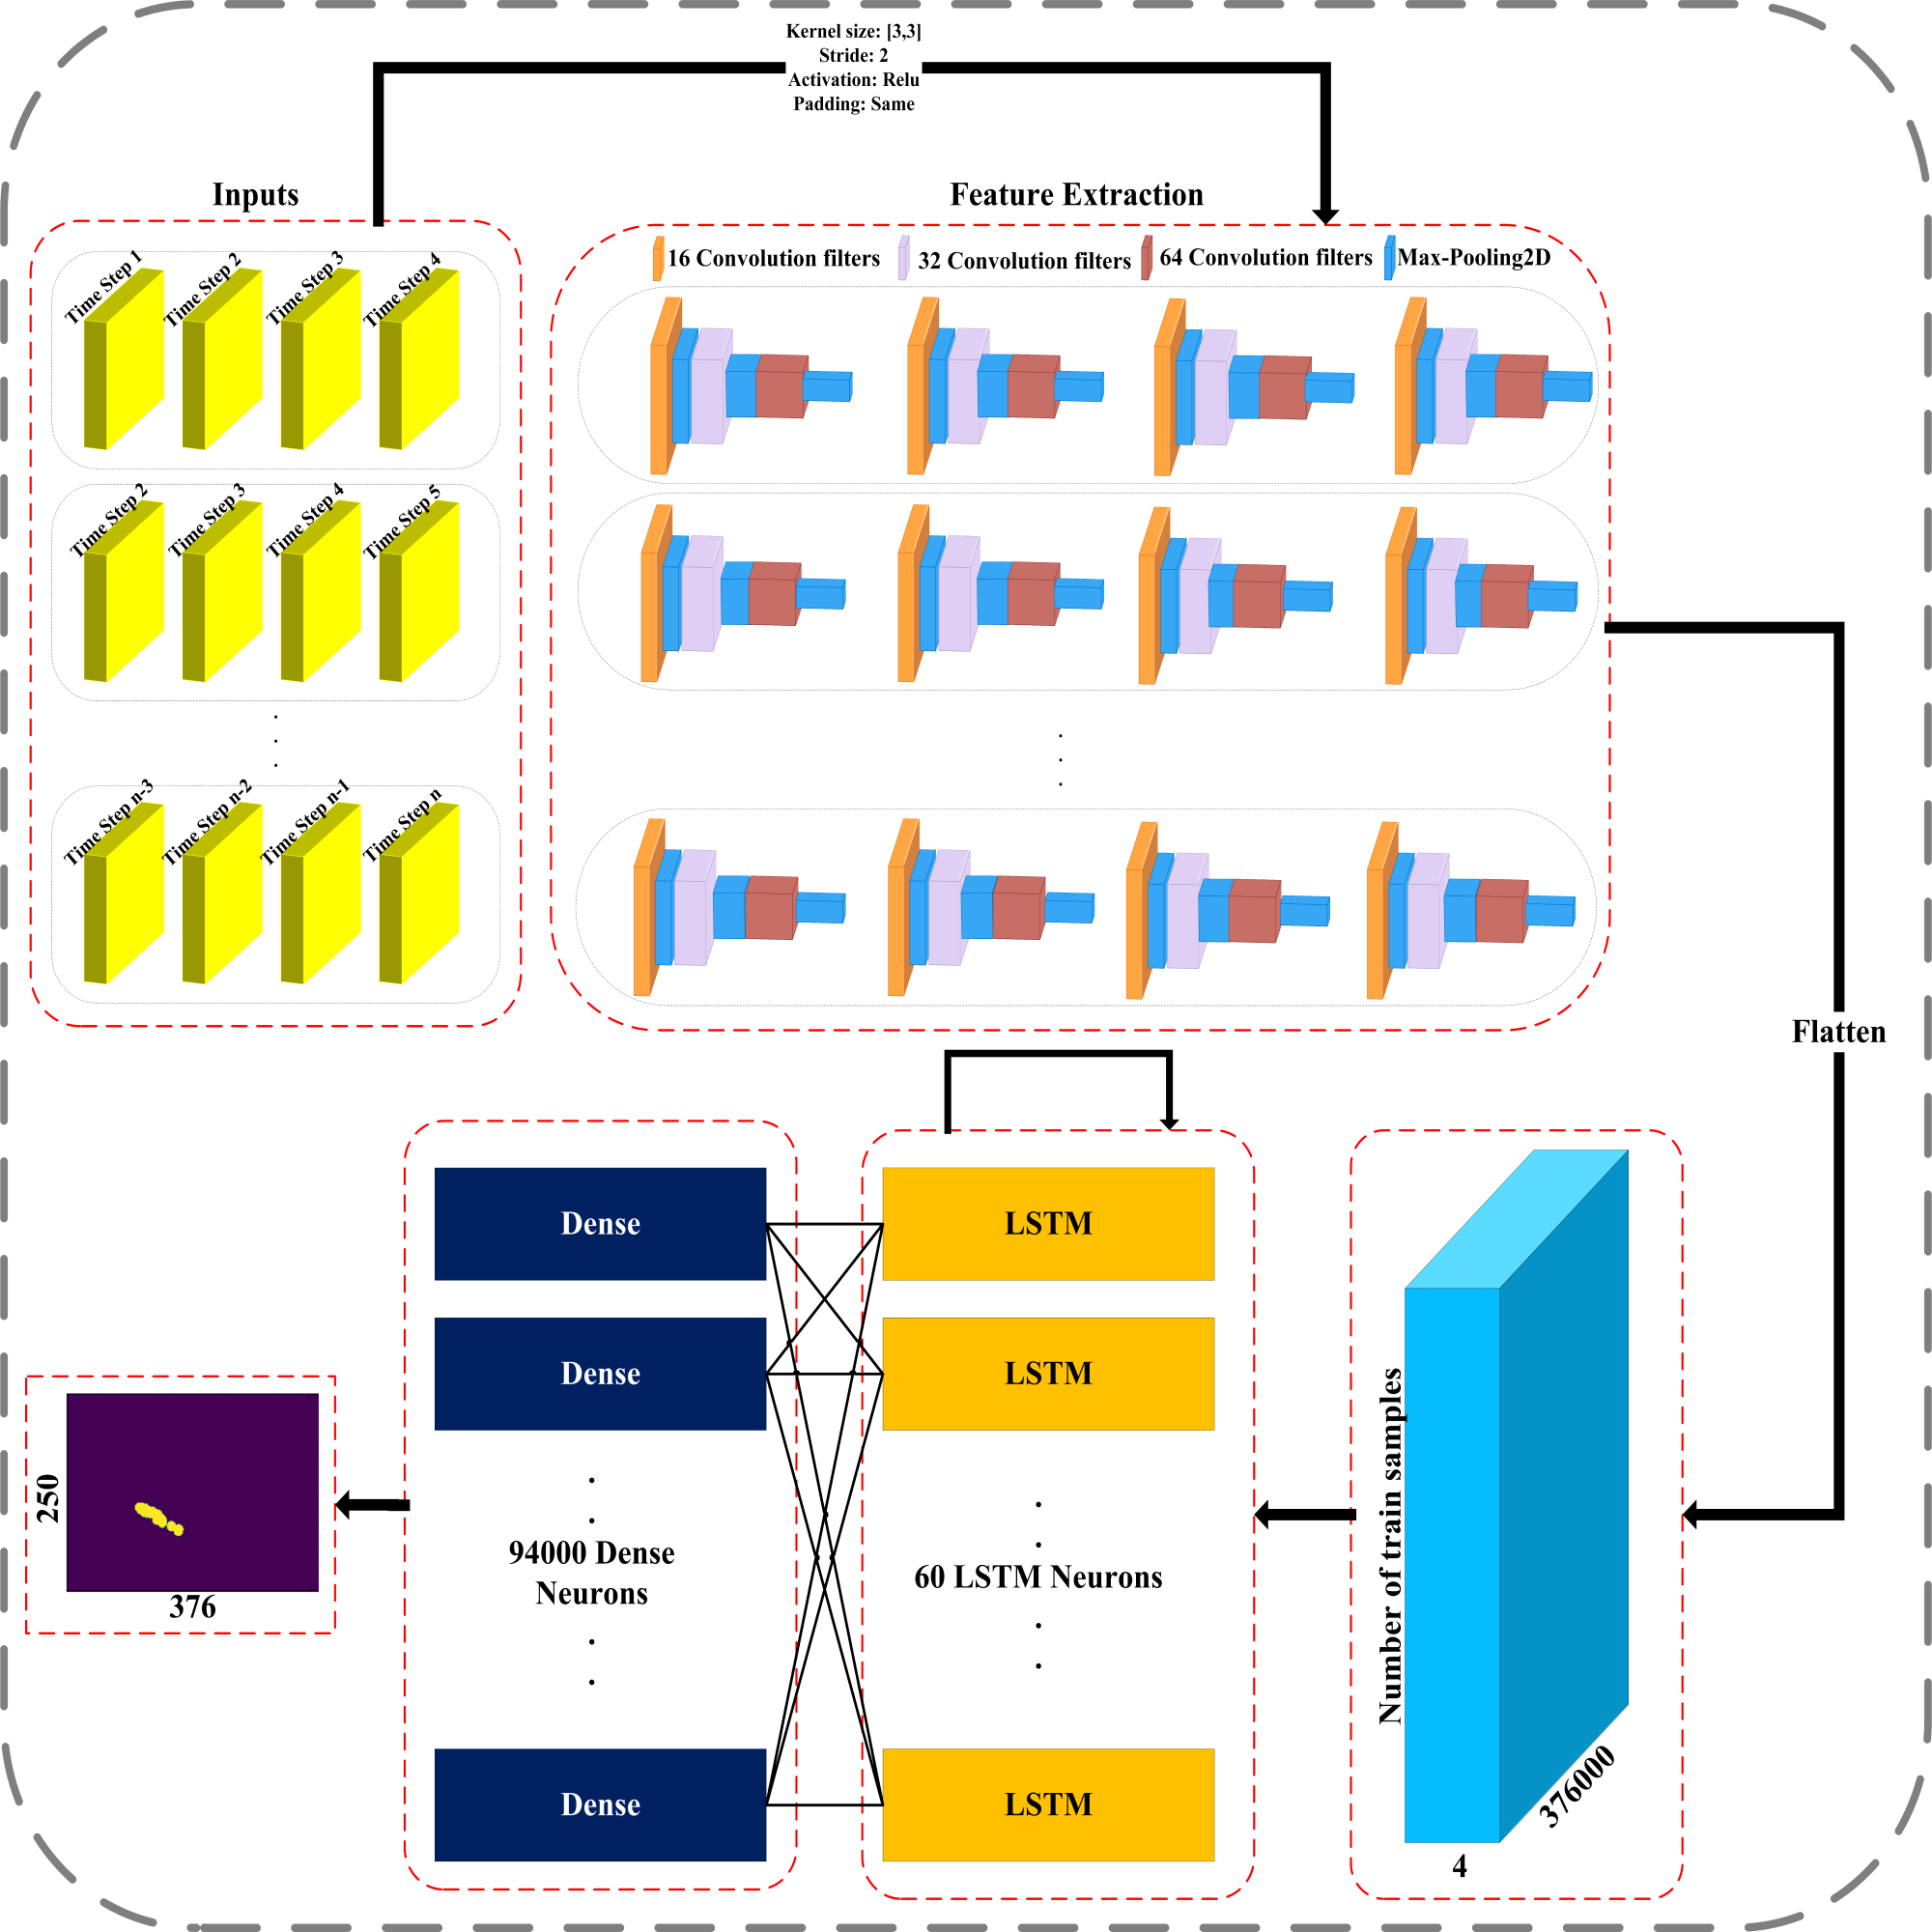 Kernel size: [3,3]
Stride: 2
Activation: Relu
Padding: Same
Inputs
Feature Extraction
16 Convolution filters
32 Convolution filters
64 Convolution filters
Max-Pooling2D
Time Step 1
Time Step 2
Time Step 3
Time Step 4
Time Step 2
Time Step 3
Time Step 4
Time Step 5
Time Step n-3
Time Step n-2
Time Step n-1
Time Step n
Flatten
Dense
LSTM
Dense
LSTM
94000 Dense
Neurons
60 LSTM Neurons
Dense
LSTM
Number of train samples
376000
4
250
376